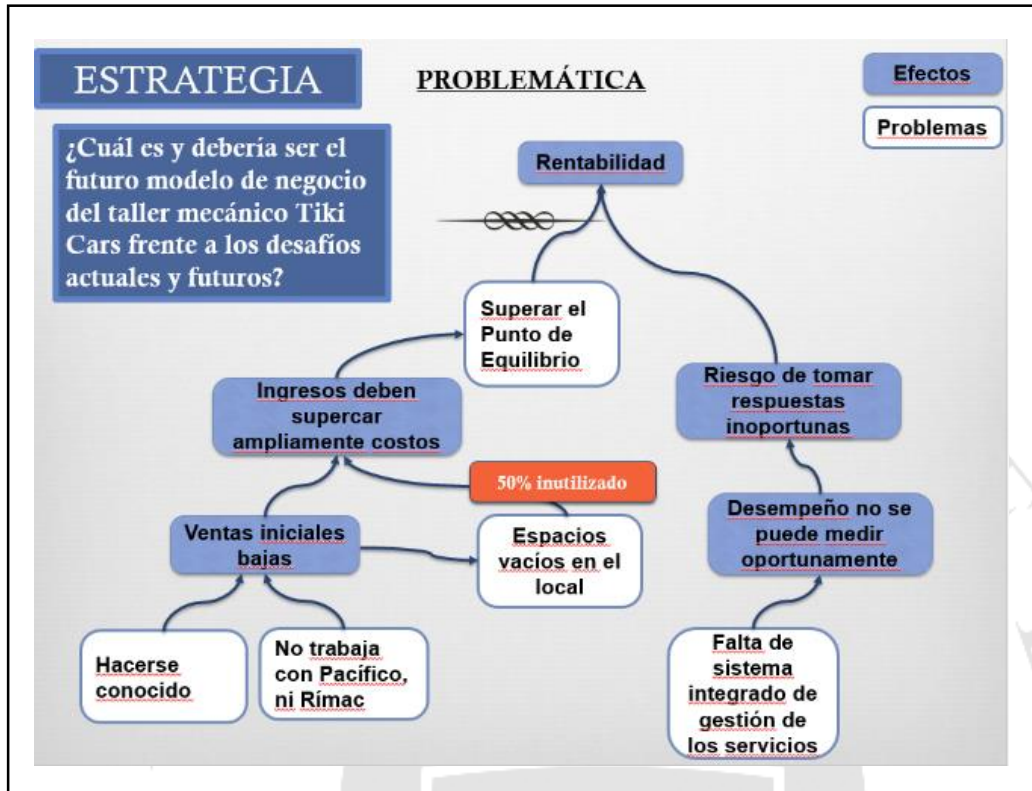 ESTRATEGIA
PROBLEMÁTICA
Efectos
Problemas
¿Cuál es y debería ser el
futuro modelo de negocio
del taller mecánico Tiki
Cars frente a los desafíos
actuales y futuros?
Rentabilidad
Superar el
Punto de
Equilibrio
Ingresos deben
supercar
ampliamente costos
Riesgo de tomar
respuestas
inoportunas
50% inutilizado
Ventas iniciales
bajas
Espacios
vacíos en el
local
Desempeño no se
puede medir
oportunamente
Hacerse
conocido
No trabaja
con Pacífico,
ni Rímac
Falta de
sistema
integrado de
gestión de
los servicios